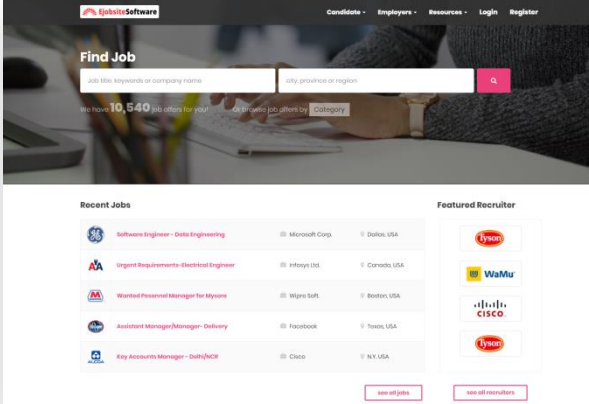 EjobsiteSoftware
Candidate
Employers
Resources
Login
Register
Find Job
Job title, keywords or company name
city, province or region
We have 10,540 job offers for you!
Or browse job offers by Category
Recent Jobs
Software Engineer - Data Engineering
Microsoft Corp.
Dallas, USA
Urgent Requirements-Electrical Engineer
Infosys Ltd.
Canada, USA
Wanted Pesonnel Manager for Mysore
Wipro Soft.
Boston, USA
Assistant Manager/Manager- Delivery
Facebook
Texas, USA
Key Accounts Manager - Delhi/NCR
Cisco
N.Y. USA
see all jobs
Featured Recruiter
Tyson
WaMu
CISCO
Tyson
see all recruiters